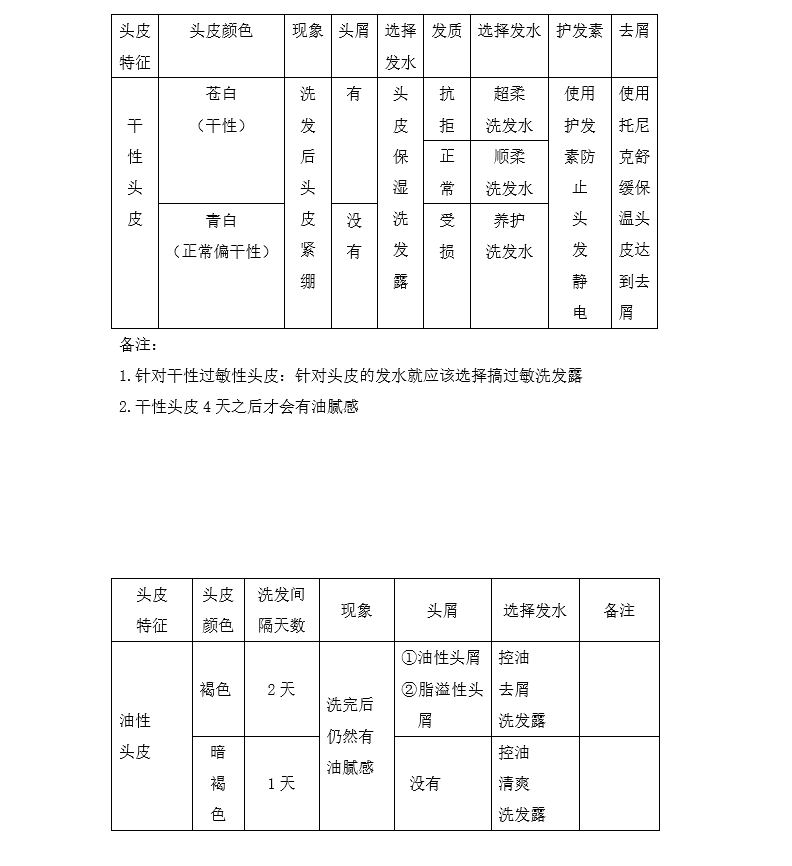 头皮
特征
头皮颜色
现象
头屑
选择
发水
发质
选择发水
护发素
去屑
干
性
头
皮
苍白
（干性）
青白
（正常偏干性）
洗
发
后
头
皮
紧
绷
有
没
有
头
皮
保
湿
洗
发
露
抗
拒
正
常
受
损
超柔
洗发水
顺柔
洗发水
养护
洗发水
使用
护发
素防
止
头
发
静
电
使用
托尼
克舒
缓保
温头
皮达
到去
屑
备注：
1.针对干性过敏性头皮：针对头皮的发水就应该选择搞过敏洗发露
2.干性头皮4天之后才会有油腻感
头皮
特征
头皮
颜色
洗发间
隔天数
现象
头屑
选择发水
备注
油性
头皮
褐色
2天
洗完后
仍然有
油腻感
①油性头屑
②脂溢性头
屑
控油
去屑
洗发露
暗
褐
色
1天
没有
控油
清爽
洗发露